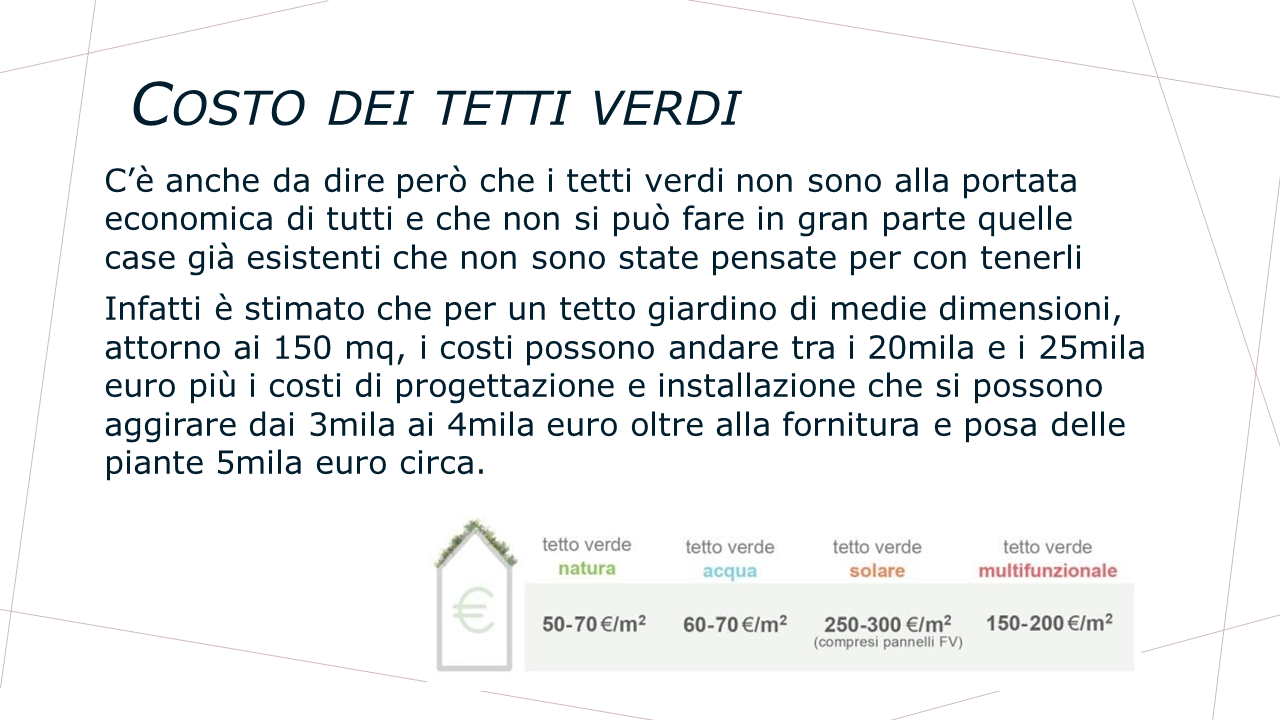 COSTO DEI TETTI VERDI
C’è anche da dire però che i tetti verdi non sono alla portata
economica di tutti e che non si può fare in gran parte quelle
case già esistenti che non sono state pensate per con tenerli
Infatti è stimato che per un tetto giardino di medie dimensioni,
attorno ai 150 mq, i costi possono andare tra i 20mila e i 25mila
euro più i costi di progettazione e installazione che si possono
aggirare dai 3mila ai 4mila euro oltre alla fornitura e posa delle
piante 5mila euro circa.
tetto verde natura
tetto verde acqua
tetto verde solare
tetto verde multifunzionale
€
50-70 €/m²
60-70 €/m²
250-300 €/m²
(compresi pannelli FV)
150-200 €/m²